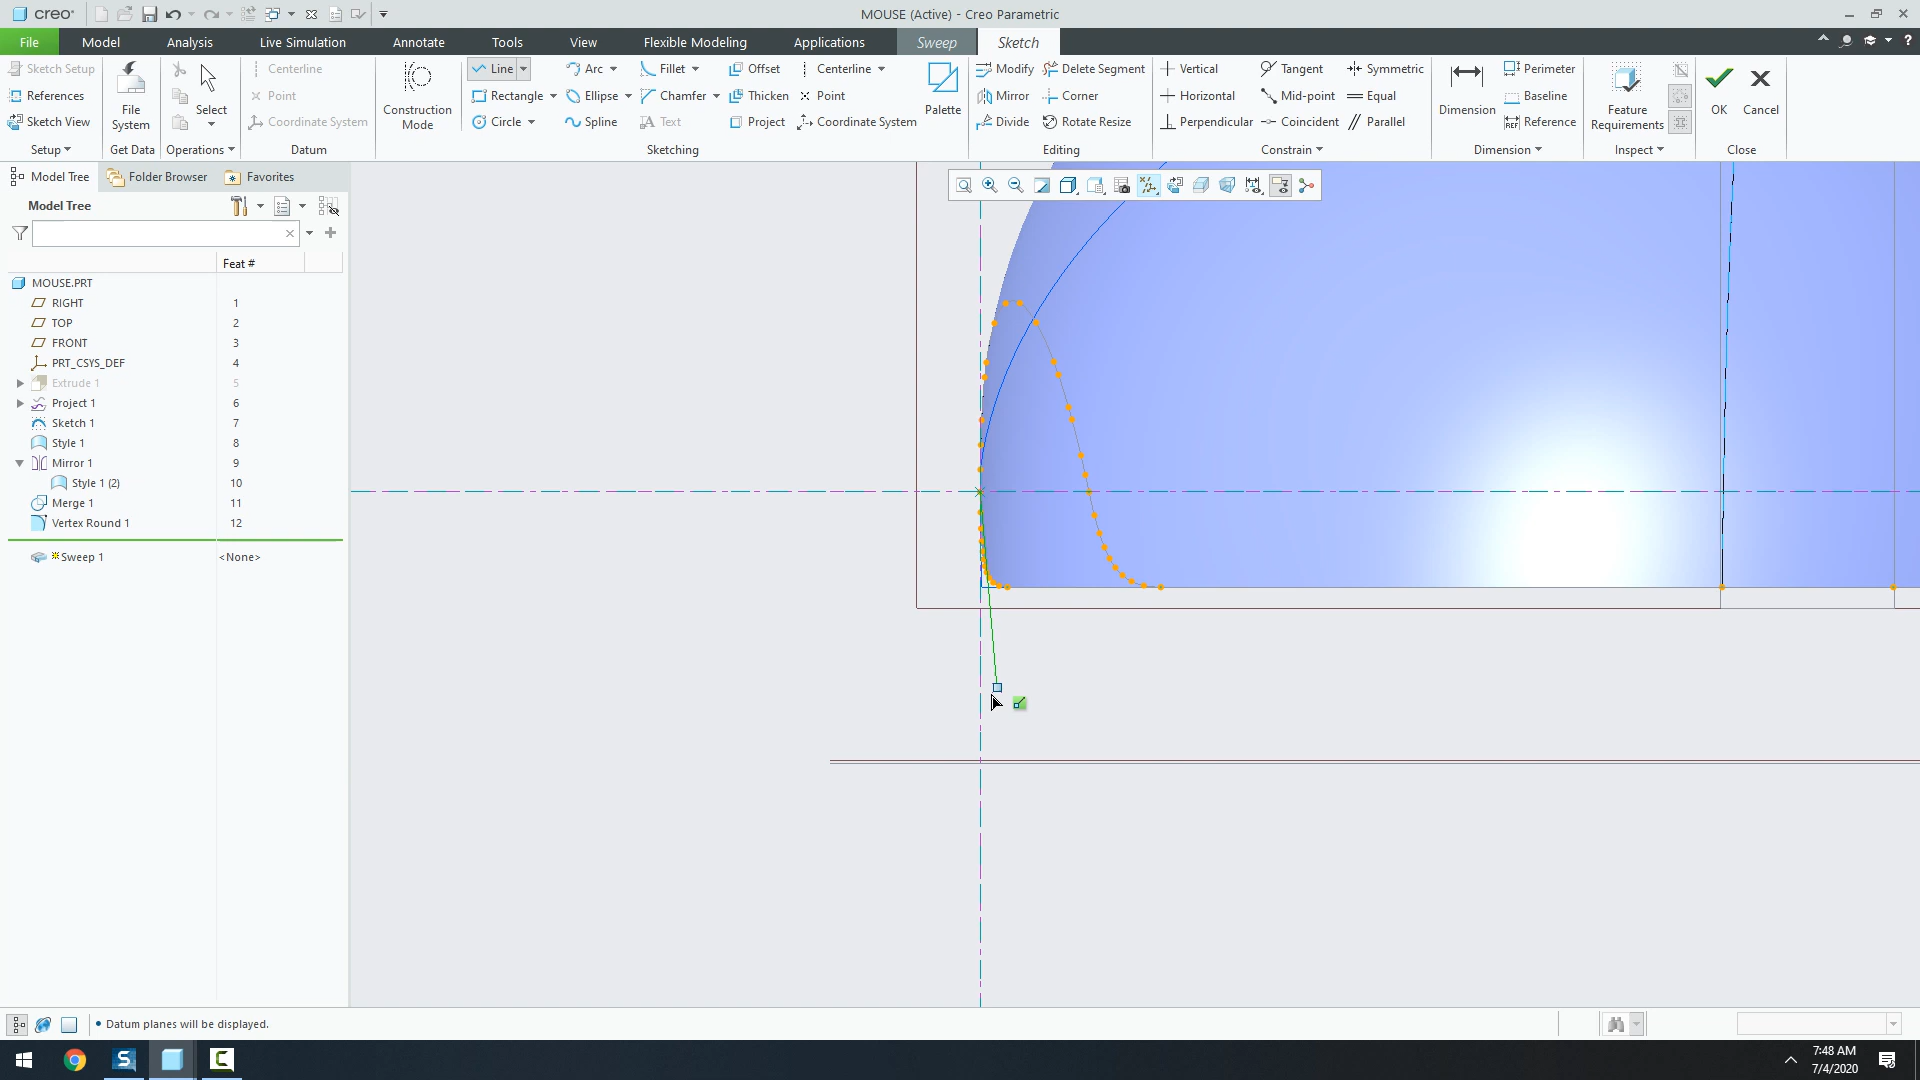 creo
MOUSE (Active) - Creo Parametric
File Model Analysis Live Simulation Annotate Tools View Flexible Modeling Applications Sweep Sketch
Sketch Setup
References
Sketch View
Setup
File System
Get Data
Select
Operations
Centerline
Point
Coordinate System
Datum
Construction Mode
Line Arc Fillet Offset Centerline
Rectangle Ellipse Chamfer Thicken Point
Circle Spline Text Project Coordinate System
Palette
Sketching
Modify Delete Segment
Mirror Corner
Divide Rotate Resize
Editing
Vertical Tangent Symmetric
Horizontal Mid-point Equal
Perpendicular Coincident Parallel
Constrain
Dimension
Perimeter
Baseline
REF Reference
Dimension
Feature Requirements
Inspect
OK Cancel
Close
Model Tree Folder Browser Favorites
Model Tree
Feat #
MOUSE.PRT
RIGHT 1
TOP 2
FRONT 3
PRT_CSYS_DEF 4
Extrude 1 5
Project 1 6
Sketch 1 7
Style 1 8
Mirror 1 9
Style 1 (2) 10
Merge 1 11
Vertex Round 1 12
Sweep 1 <None>
• Datum planes will be displayed.
7:48 AM
7/4/2020